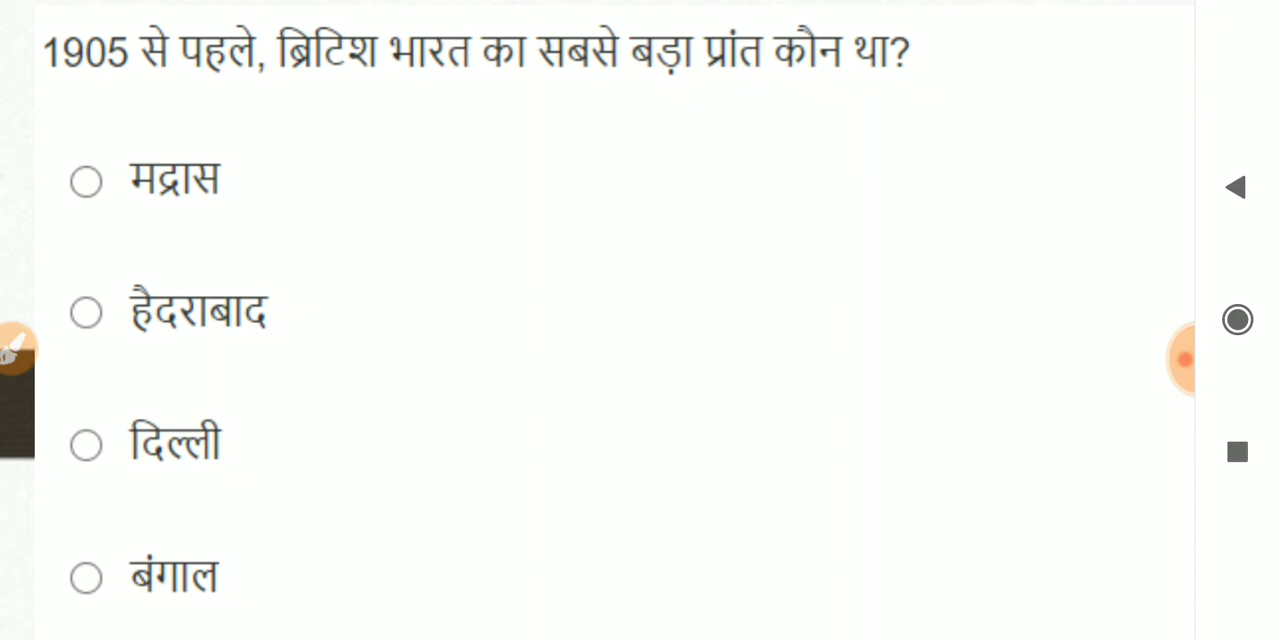 1905 से पहले, ब्रिटिश भारत का सबसे बड़ा प्रांत कौन था?
मद्रास
हैदराबाद
दिल्ली
बंगाल